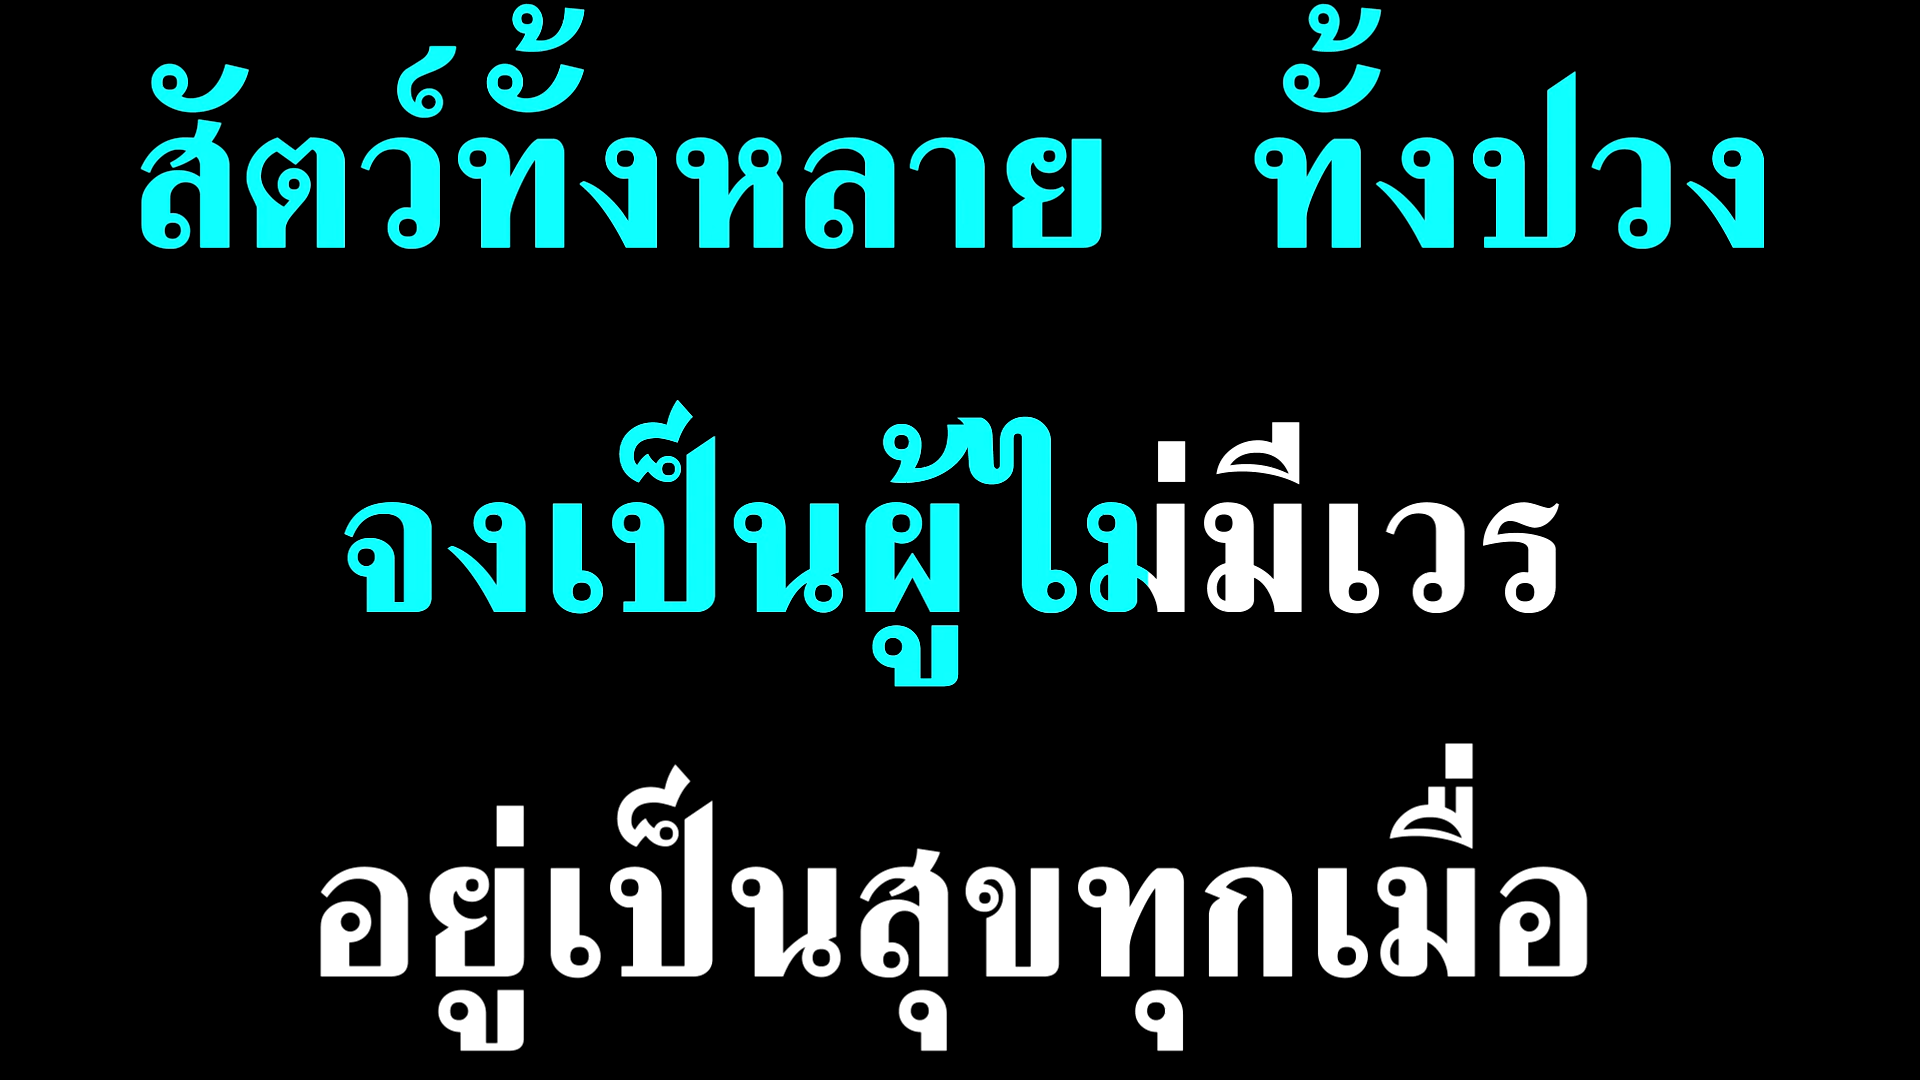 สัตว์ทั้งหลาย ทั้งปวง
จงเป็นผู้ไม่มีเวร
อยู่เป็นสุขทุกเมื่อ